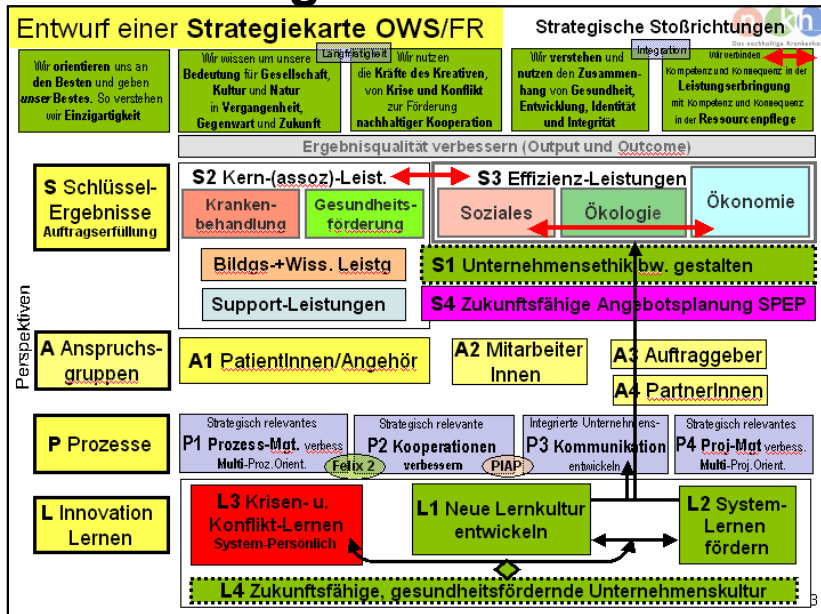 Entwurf einer Strategiekarte OWS/FR
Strategische Stoßrichtungen
nkh
Das nachhaltige Krankenhaus
Wir orientieren uns an
den Besten und geben
unser Bestes. So verstehen
wir Einzigartigkeit
Langfristigkeit
Wir wissen um unsere
Bedeutung für Gesellschaft,
Kultur und Natur
in Vergangenheit,
Gegenwart und Zukunft
Wir nutzen
die Kräfte des Kreativen,
von Krise und Konflikt
zur Förderung
nachhaltiger Kooperation
Integration
Wir verstehen und
nutzen den Zusammen-
hang von Gesundheit,
Entwicklung, Identität
und Integrität
Wir verbinden
Kompetenz und Konsequenz in der
Leistungserbringung
mit Kompetenz und Konsequenz
in der Ressourcenpflege
Ergebnisqualität verbessern (Output und Outcome)
Perspektiven
S Schlüssel-
Ergebnisse
Auftragserfüllung
S2 Kern-(assoz)-Leist.
Kranken-
behandlung
Gesundheits-
förderung
Bildgs-+Wiss. Leistg
Support-Leistungen
S3 Effizienz-Leistungen
Soziales
Ökologie
Ökonomie
S1 Unternehmensethik bw. gestalten
S4 Zukunftsfähige Angebotsplanung SPEP
A Anspruchs-
gruppen
A1 PatientInnen/Angehör
A2 Mitarbeiter
Innen
A3 Auftraggeber
A4 PartnerInnen
P Prozesse
Strategisch relevantes
P1 Prozess-Mgt. verbess
Multi-Proz.Orient.
Felix 2
Strategisch relevante
P2 Kooperationen
verbessern
PIAP
Integrierte Unternehmens-
P3 Kommunikation
entwickeln
Strategisch relevantes
P4 Proj-Mgt verbess.
Multi-Proj.Orient.
L Innovation
Lernen
L3 Krisen- u.
Konflikt-Lernen
System-Persönlich
L1 Neue Lernkultur
entwickeln
L2 System-
Lernen
fördern
L4 Zukunftsfähige, gesundheitsfördernde Unternehmenskultur
3